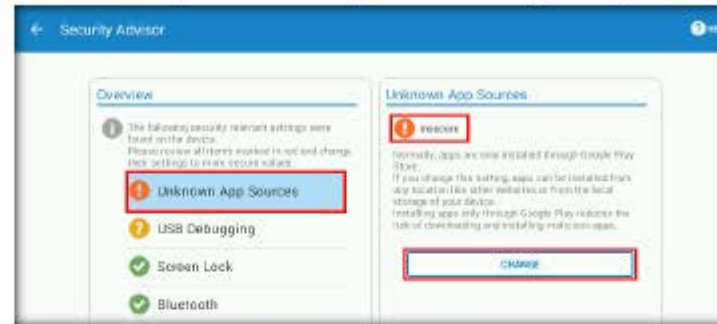 Security Advisor
Overview
The following security relevant settings were
found on the device.
Please review all items marked in red and change
their settings to more secure values.
Unknown App Sources
USB Debugging
Screen Lock
Bluetooth
Unknown App Sources
Insecure
Normally, apps are only installed through Google Play
Store.
If you change this setting, apps can be installed from
any location like other websites or from the local
storage of your device.
Installing apps only through Google Play reduces the
risk of downloading and installing malicious apps.
CHANGE